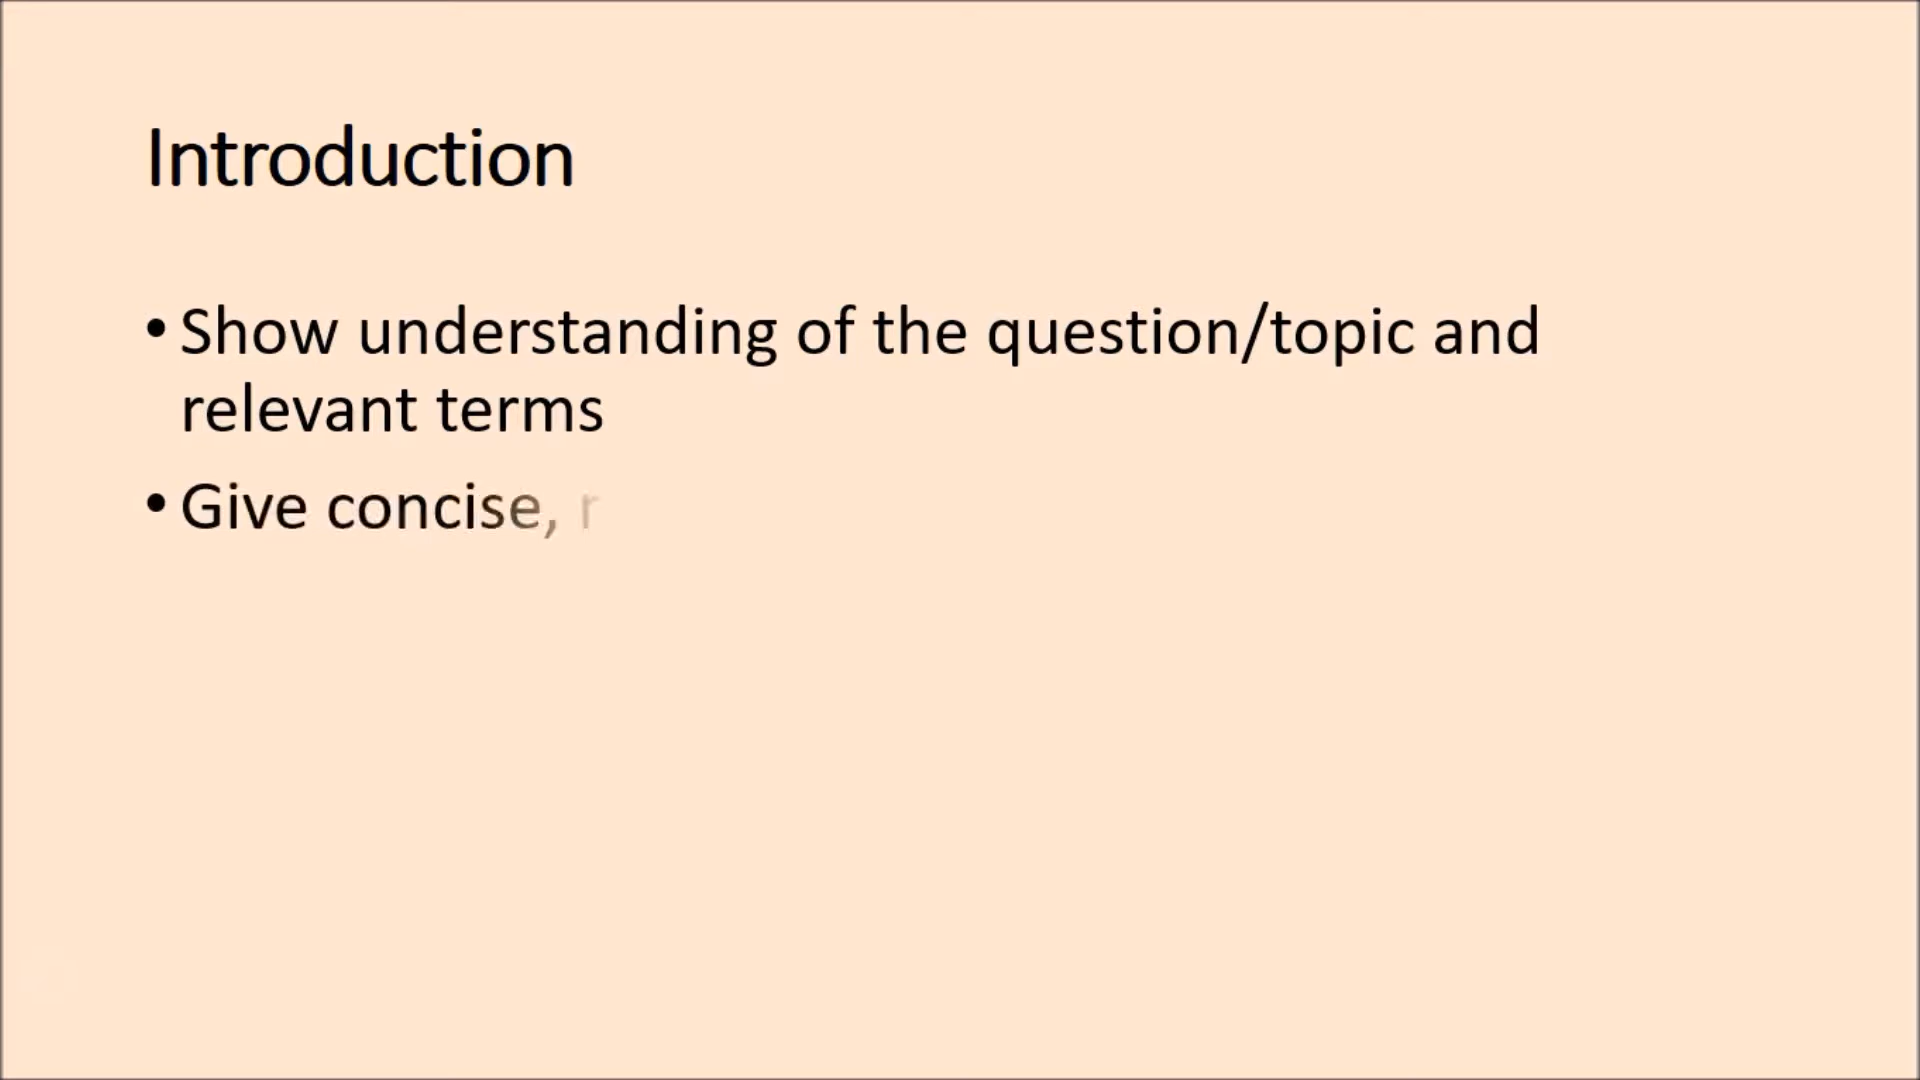 Introduction
• Show understanding of the question/topic and
relevant terms
• Give concise, r